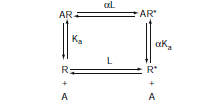 αL
AR AR*
Ka αKa
L
R R*
+ +
A A